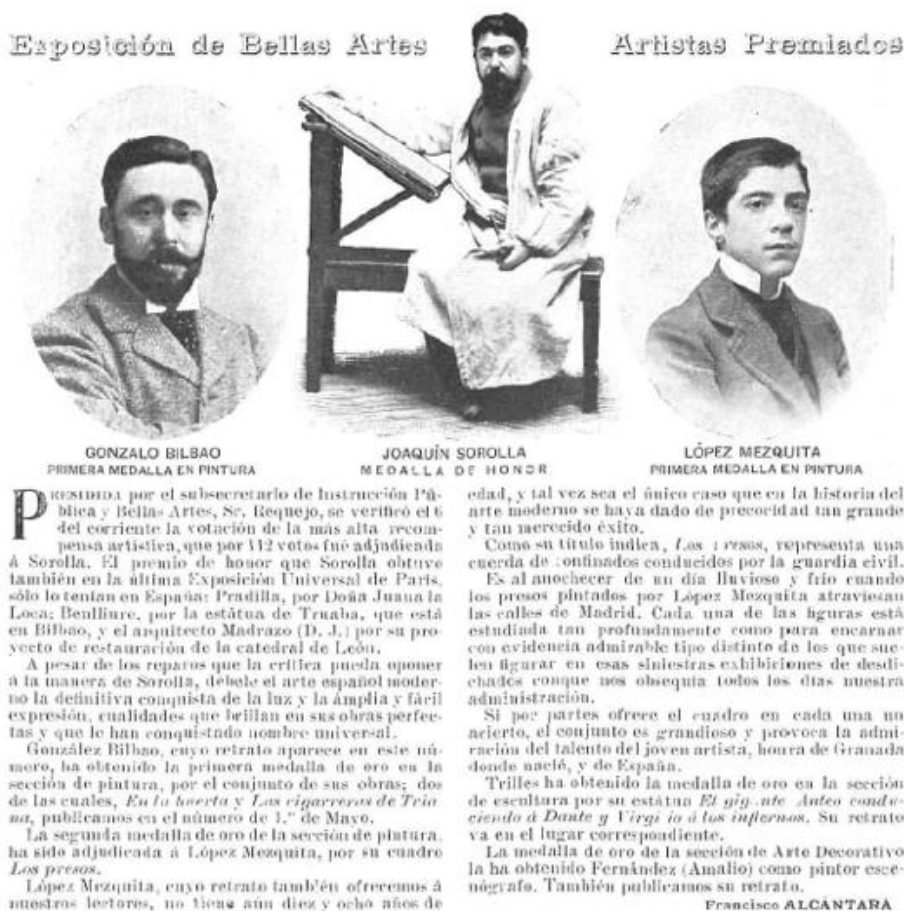 Exposición de Bellas Artes
Artistas Premiados
GONZALO BILBAO
PRIMERA MEDALLA EN PINTURA
JOAQUÍN SOROLLA
MEDALLA DE HONOR
LÓPEZ MEZQUITA
PRIMERA MEDALLA EN PINTURA
PRESIDIDA por el subsecretario de Instrucción Pú-
blica y Bellas Artes, Sr. Requejo, se verificó el 6
del corriente la votación de la más alta recom-
pensa artística, que por 112 votos fué adjudicada
á Sorolla. El premio de honor que Sorolla obtuvo
también en la última Exposición Universal de París,
sólo lo tenían en España: Pradilla, por Doña Juana la
Loca; Benlliure, por la estátua de Trueba, que está
en Bilbao, y el arquitecto Madrazo (D. J.) por su pro-
yecto de restauración de la catedral de León.
A pesar de los reparos que la crítica pueda oponer
á la manera de Sorolla, débele el arte español moder-
no la definitiva conquista de la luz y la ámplia y fácil
expresión, cualidades que brillan en sus obras perfec-
tas y que le han conquistado nombre universal.
González Bilbao, cuyo retrato aparece en este nú-
mero, ha obtenido la primera medalla de oro en la
sección de pintura, por el conjunto de sus obras; dos
de las cuales, En la huerta y Las cigarreras de Tria
na, publicamos en el número de 1.º de Mayo.
La segunda medalla de oro de la sección de pintura,
ha sido adjudicada á López Mezquita, por su cuadro
Los presos.
López Mezquita, cuyo retrato también ofrecemos á
nuestros lectores, no tiene aún diez y ocho años de
edad, y tal vez sea el único caso que en la historia del
arte moderno se haya dado de precocidad tan grande
y tan merecido éxito.
Como su título indica, Los presos, representa una
cuerda de confinados conducidos por la guardia civil.
Es al anochecer de un día lluvioso y frío cuando
los presos pintados por López Mezquita atraviesan
las calles de Madrid. Cada una de las figuras está
estudiada tan profundamente como para encarnar
con evidencia admirable tipo distinto de los que sue-
len figurar en esas siniestras exhibiciones de desdi-
chados conque nos obsequia todos los días nuestra
administración.
Si por partes ofrece el cuadro en cada una un
acierto, el conjunto es grandioso y provoca la admi-
ración del talento del joven artista, honra de Granada
donde nació, y de España.
Trilles ha obtenido la medalla de oro en la sección
de escultura por su estátua El gigante Anteo condu-
ciendo á Dante y Virgilio á los infiernos. Su retrato
va en el lugar correspondiente.
La medalla de oro de la sección de Arte Decorativo
la ha obtenido Fernández (Amalio) como pintor esce-
nógrafo. También publicamos su retrato.
Francisco ALCÁNTARA